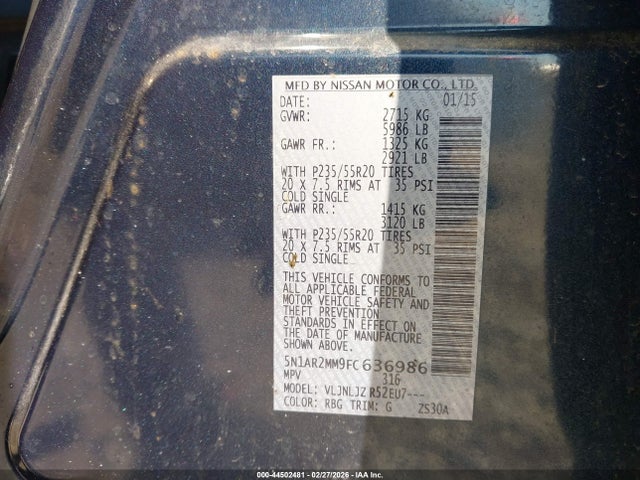 MFD BY NISSAN MOTOR CO., LTD.
DATE: 01/15
GVWR: 2715 KG
5986 LB
GAWR FR.: 1325 KG
2921 LB
WITH P235/55R20 TIRES
20 X 7.5 RIMS AT 35 PSI
COLD SINGLE
GAWR RR.: 1415 KG
3120 LB
WITH P235/55R20 TIRES
20 X 7.5 RIMS AT 35 PSI
COLD SINGLE
THIS VEHICLE CONFORMS TO
ALL APPLICABLE FEDERAL
MOTOR VEHICLE SAFETY AND
THEFT PREVENTION
STANDARDS IN EFFECT ON
THE DATE OF MANUFACTURE
SHOWN ABOVE.
5N1AR2MM9FC636986
MPV 316
MODEL: VLJNLJZ R52EU7---
COLOR: RBG TRIM: G ZS30A
000-44502481 - 02/27/2026 - IAA Inc.